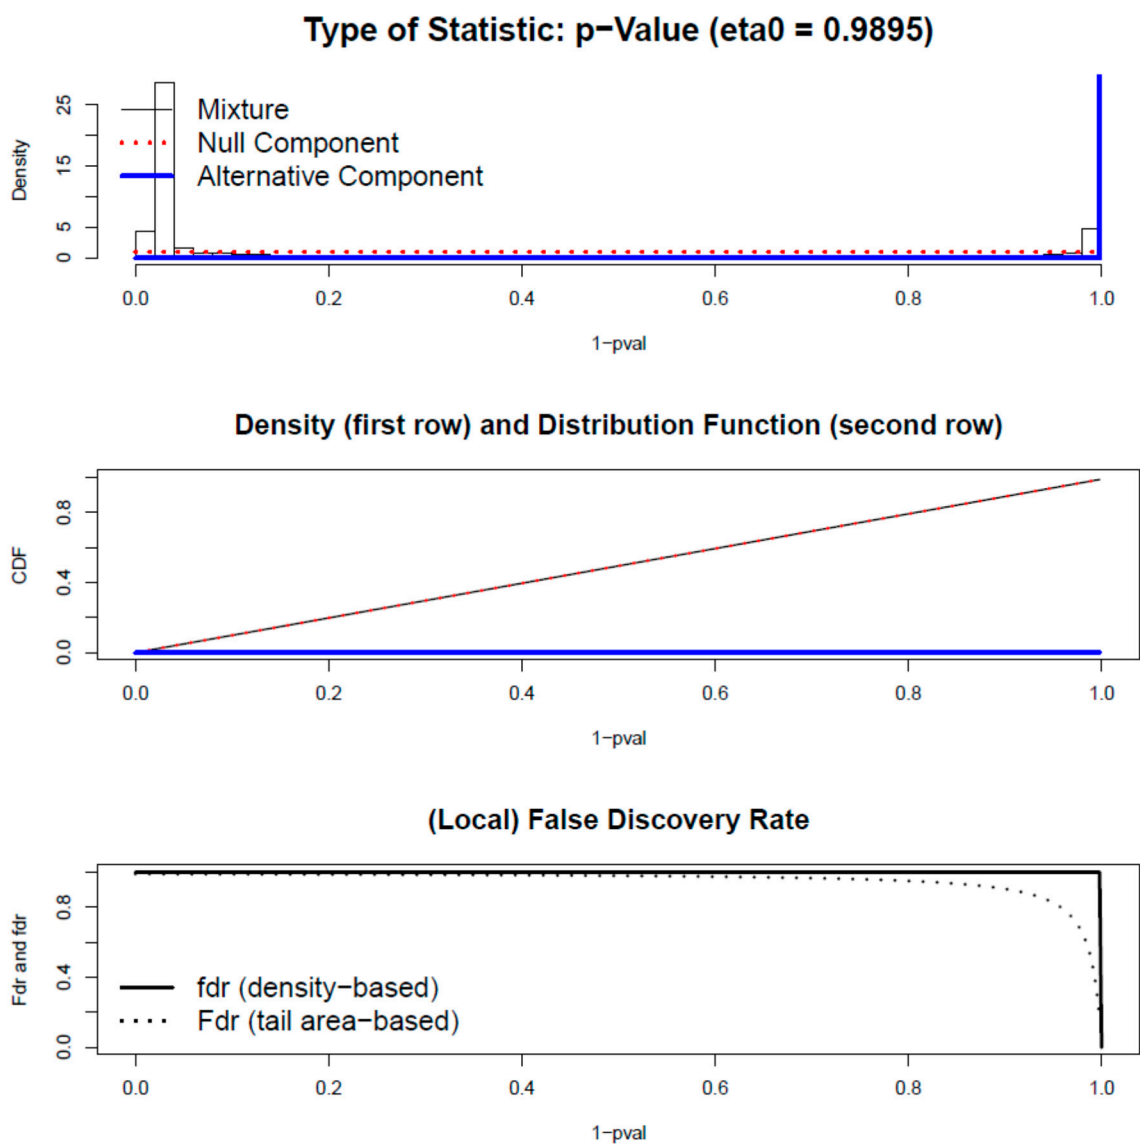 Type of Statistic: p−Value (eta0 = 0.9895)
25
15
5
0
Density
Mixture
Null Component
Alternative Component
0.0 0.2 0.4 0.6 0.8 1.0
1−pval
Density (first row) and Distribution Function (second row)
0.8
0.4
0.0
CDF
0.0 0.2 0.4 0.6 0.8 1.0
1−pval
(Local) False Discovery Rate
0.8
0.4
0.0
Fdr and fdr
fdr (density−based)
Fdr (tail area−based)
0.0 0.2 0.4 0.6 0.8 1.0
1−pval